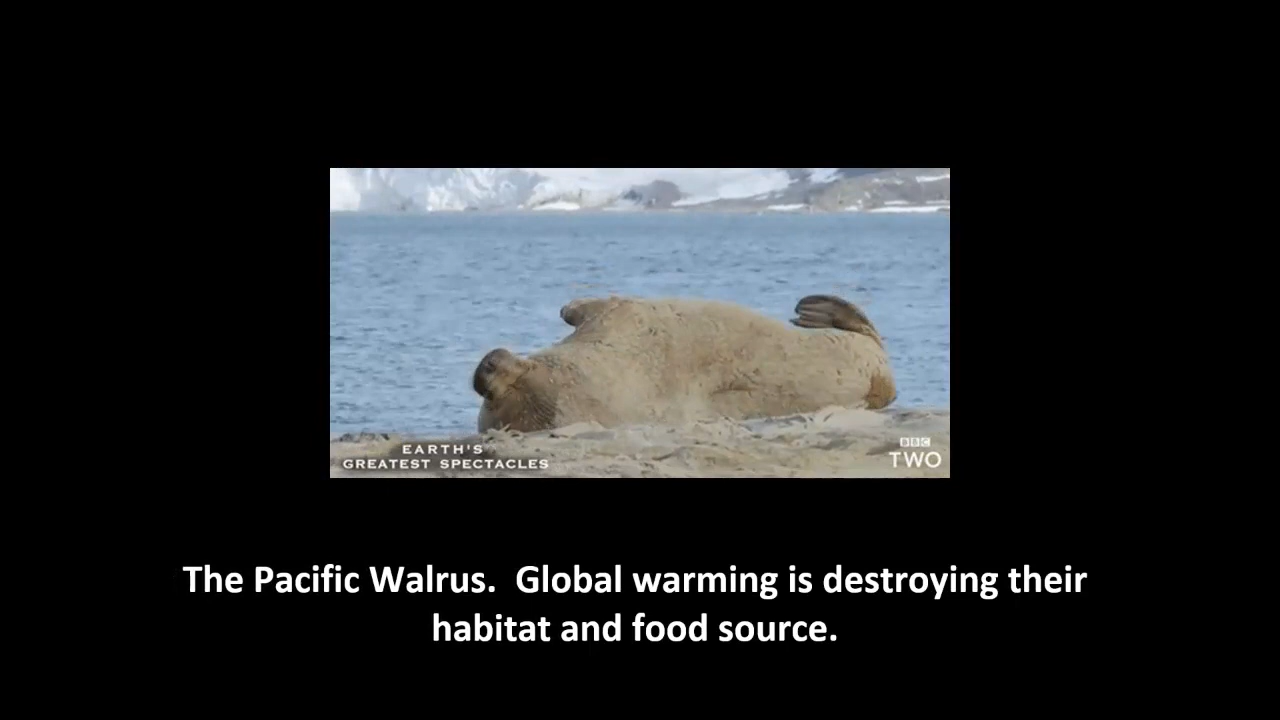 EARTH'S
GREATEST SPECTACLES
BBC
TWO
The Pacific Walrus.  Global warming is destroying their
habitat and food source.